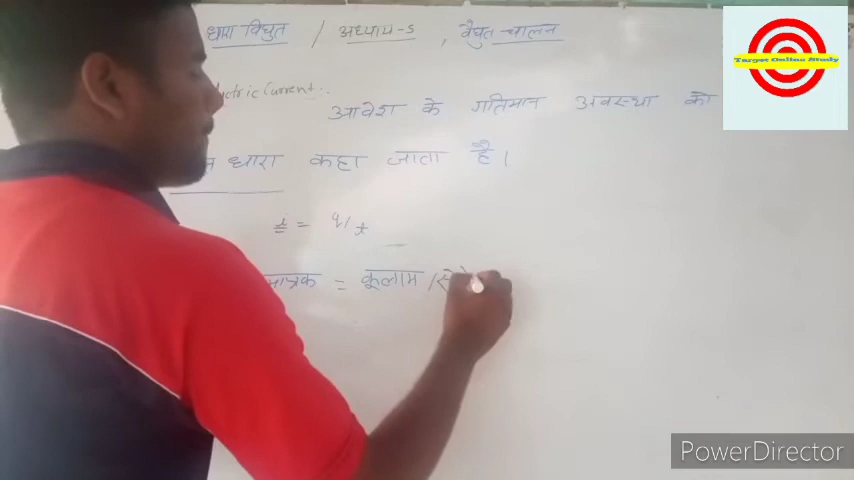 धारा विद्युत / अध्याय-5 , वैधुत-चालन
Target Online Study
ctric Current..
आवेश के गतिमान अवस्था को
धारा कहा जाता है।
i = q/t
मात्रक = कूलाम /से
PowerDirector